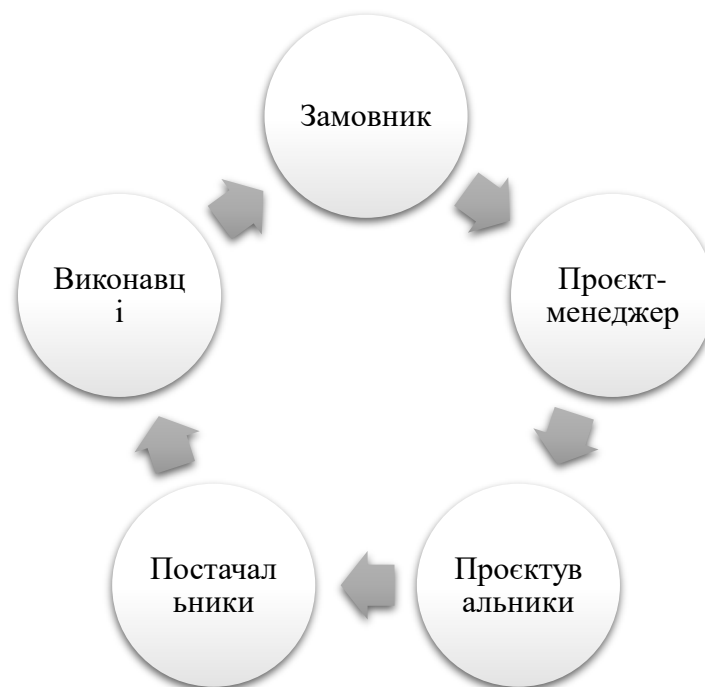 Замовник
Проєкт-
менеджер
Проєктув
альники
Постачал
ьники
Виконавц
і